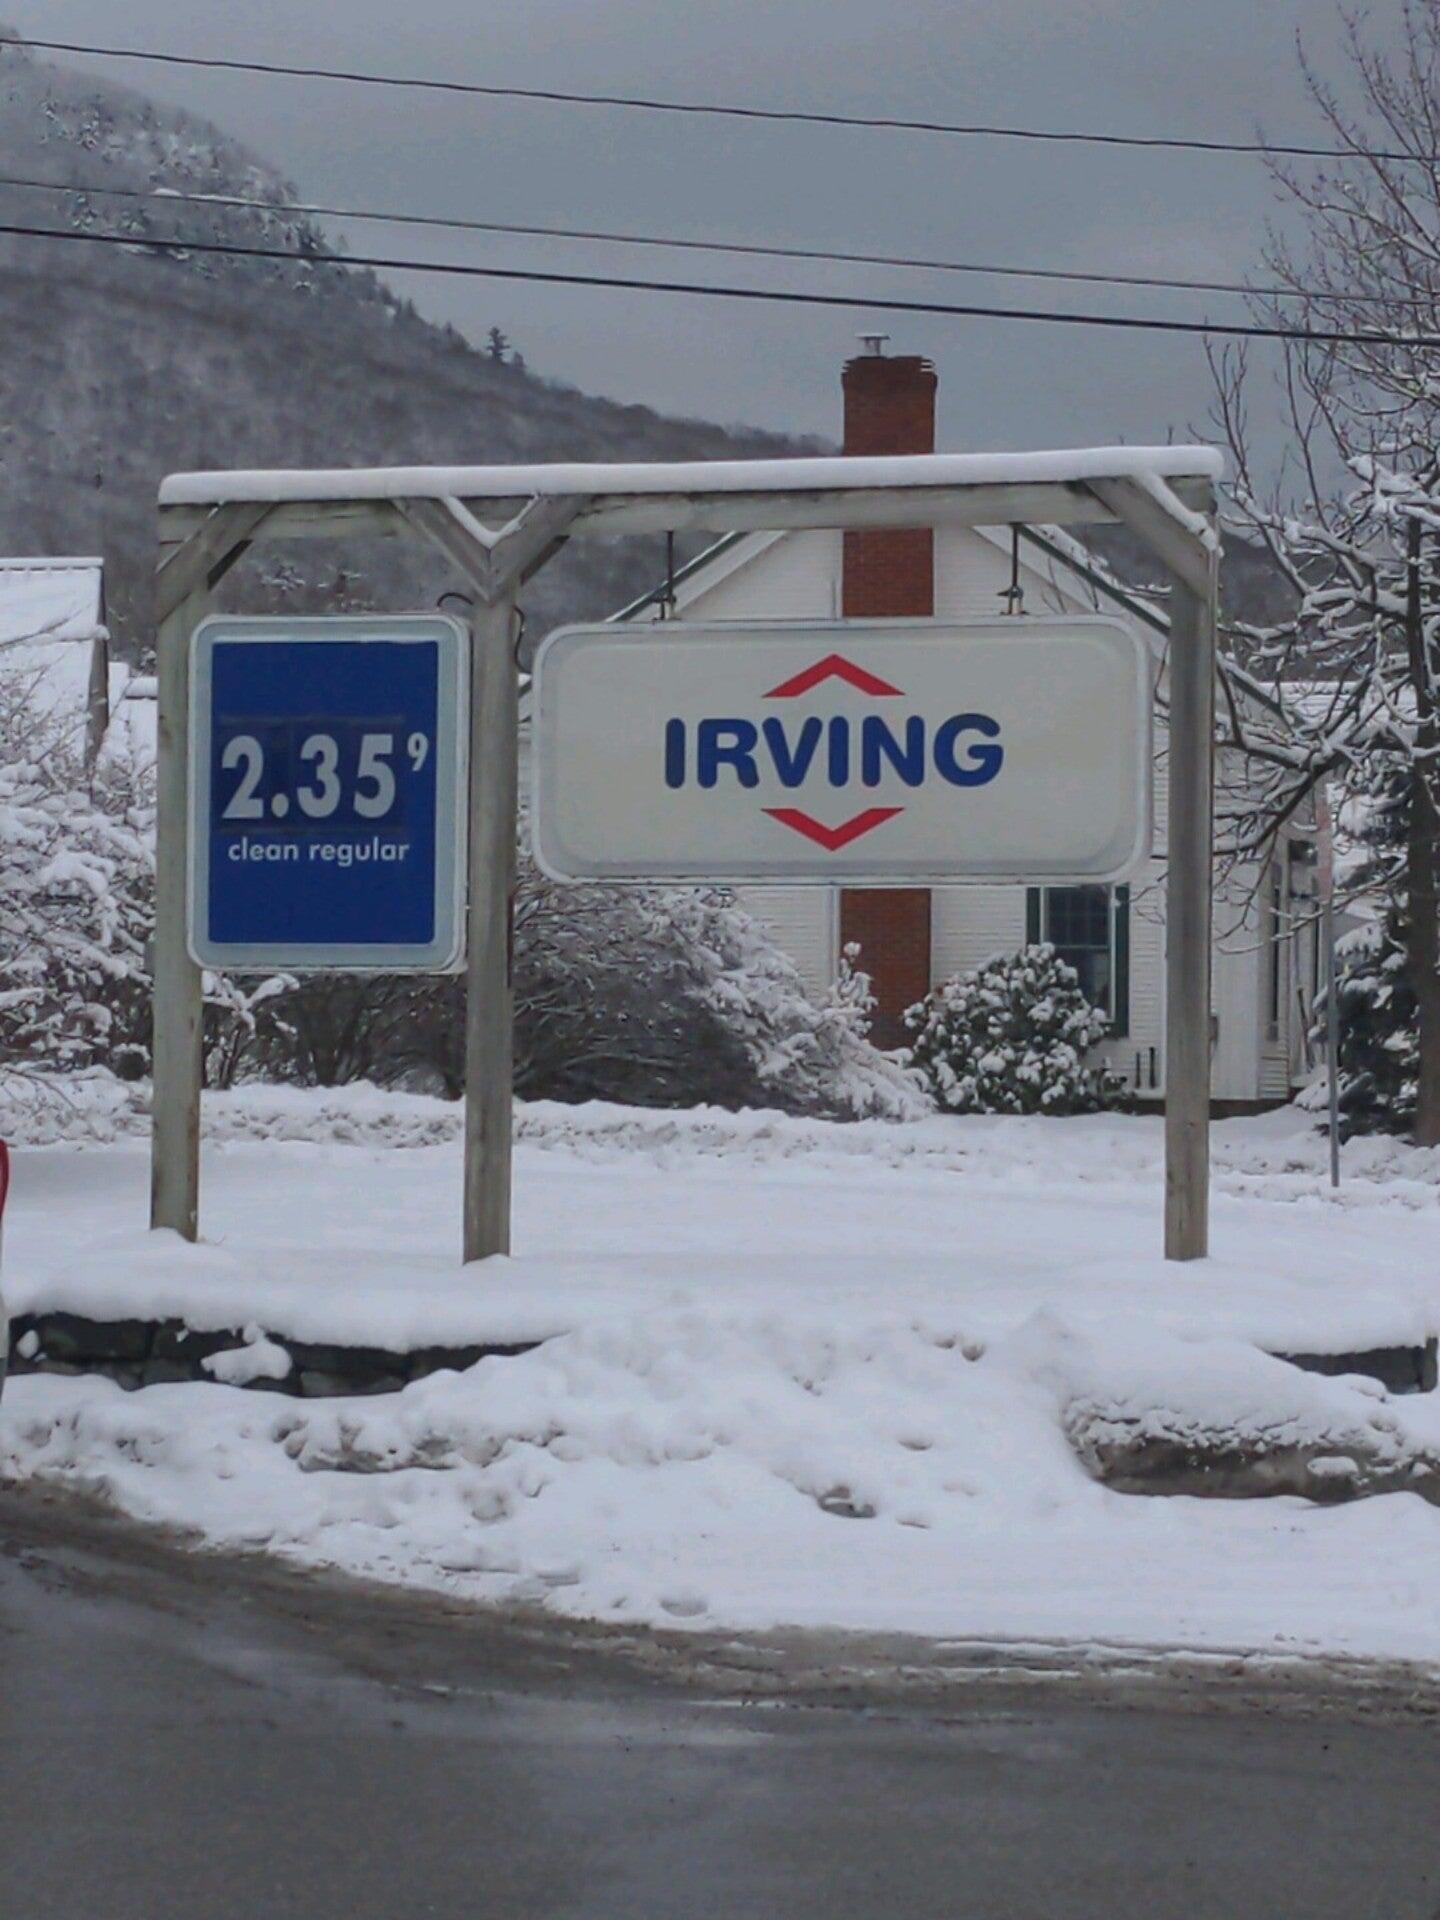 2.35⁹
clean regular
IRVING